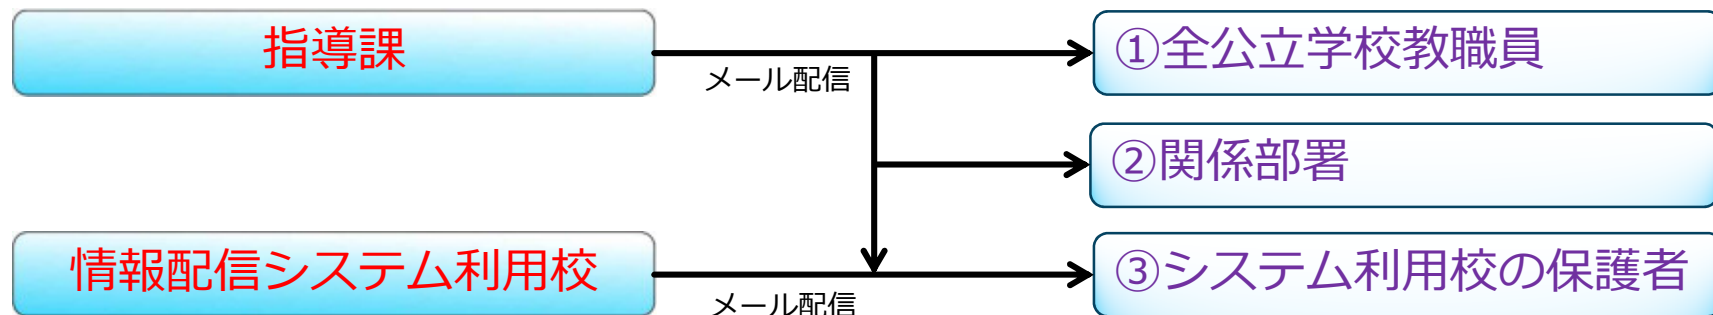 指導課
①全公立学校教職員
メール配信
②関係部署
情報配信システム利用校
③システム利用校の保護者
メール配信